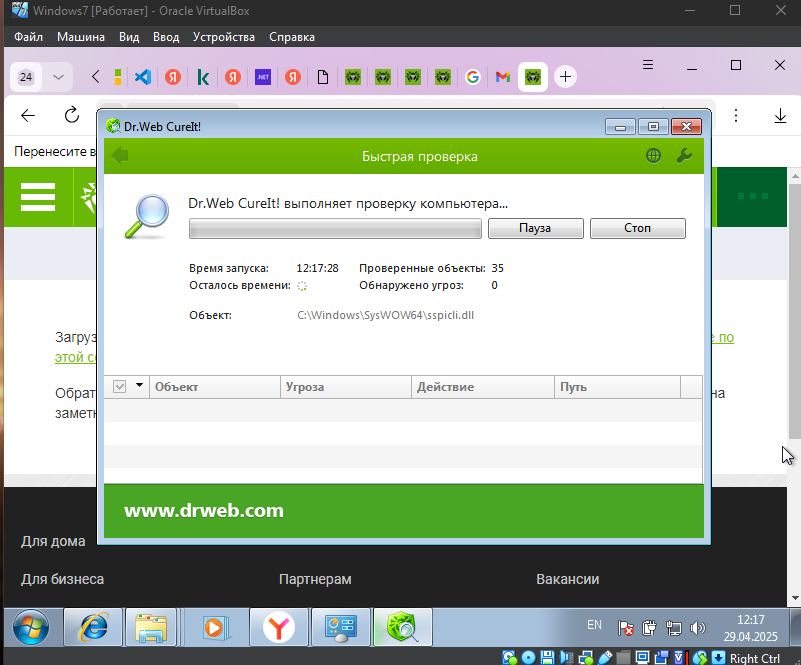 Windows7 [Работает] - Oracle VirtualBox
Файл Машина Вид Ввод Устройства Справка
24
.NET
Перенесите в
Dr.Web CureIt!
Быстрая проверка
Dr.Web CureIt! выполняет проверку компьютера...
Пауза Стоп
Время запуска: 12:17:28 Проверенные объекты: 35
Осталось времени: Обнаружено угроз: 0
Объект: C:\Windows\SysWOW64\sspicli.dll
Загруз е по
этой с
Обрат на
заметк
Объект Угроза Действие Путь
www.drweb.com
Для дома
Для бизнеса Партнерам Вакансии
EN 12:17
29.04.2025
Right Ctrl